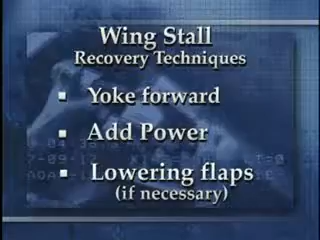 Wing Stall
Recovery Techniques
Yoke forward
Add Power
Lowering flaps
(if necessary)